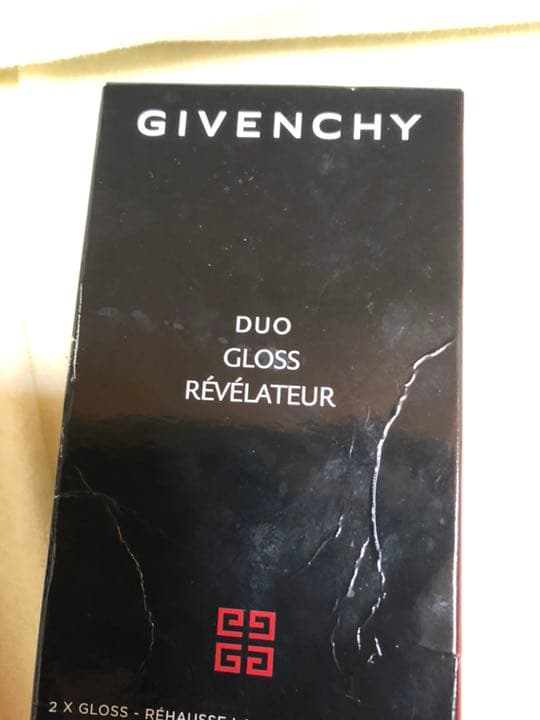 GIVENCHY
DUO
GLOSS
RÉVÉLATEUR
2 X GLOSS - RÉHAUSSE